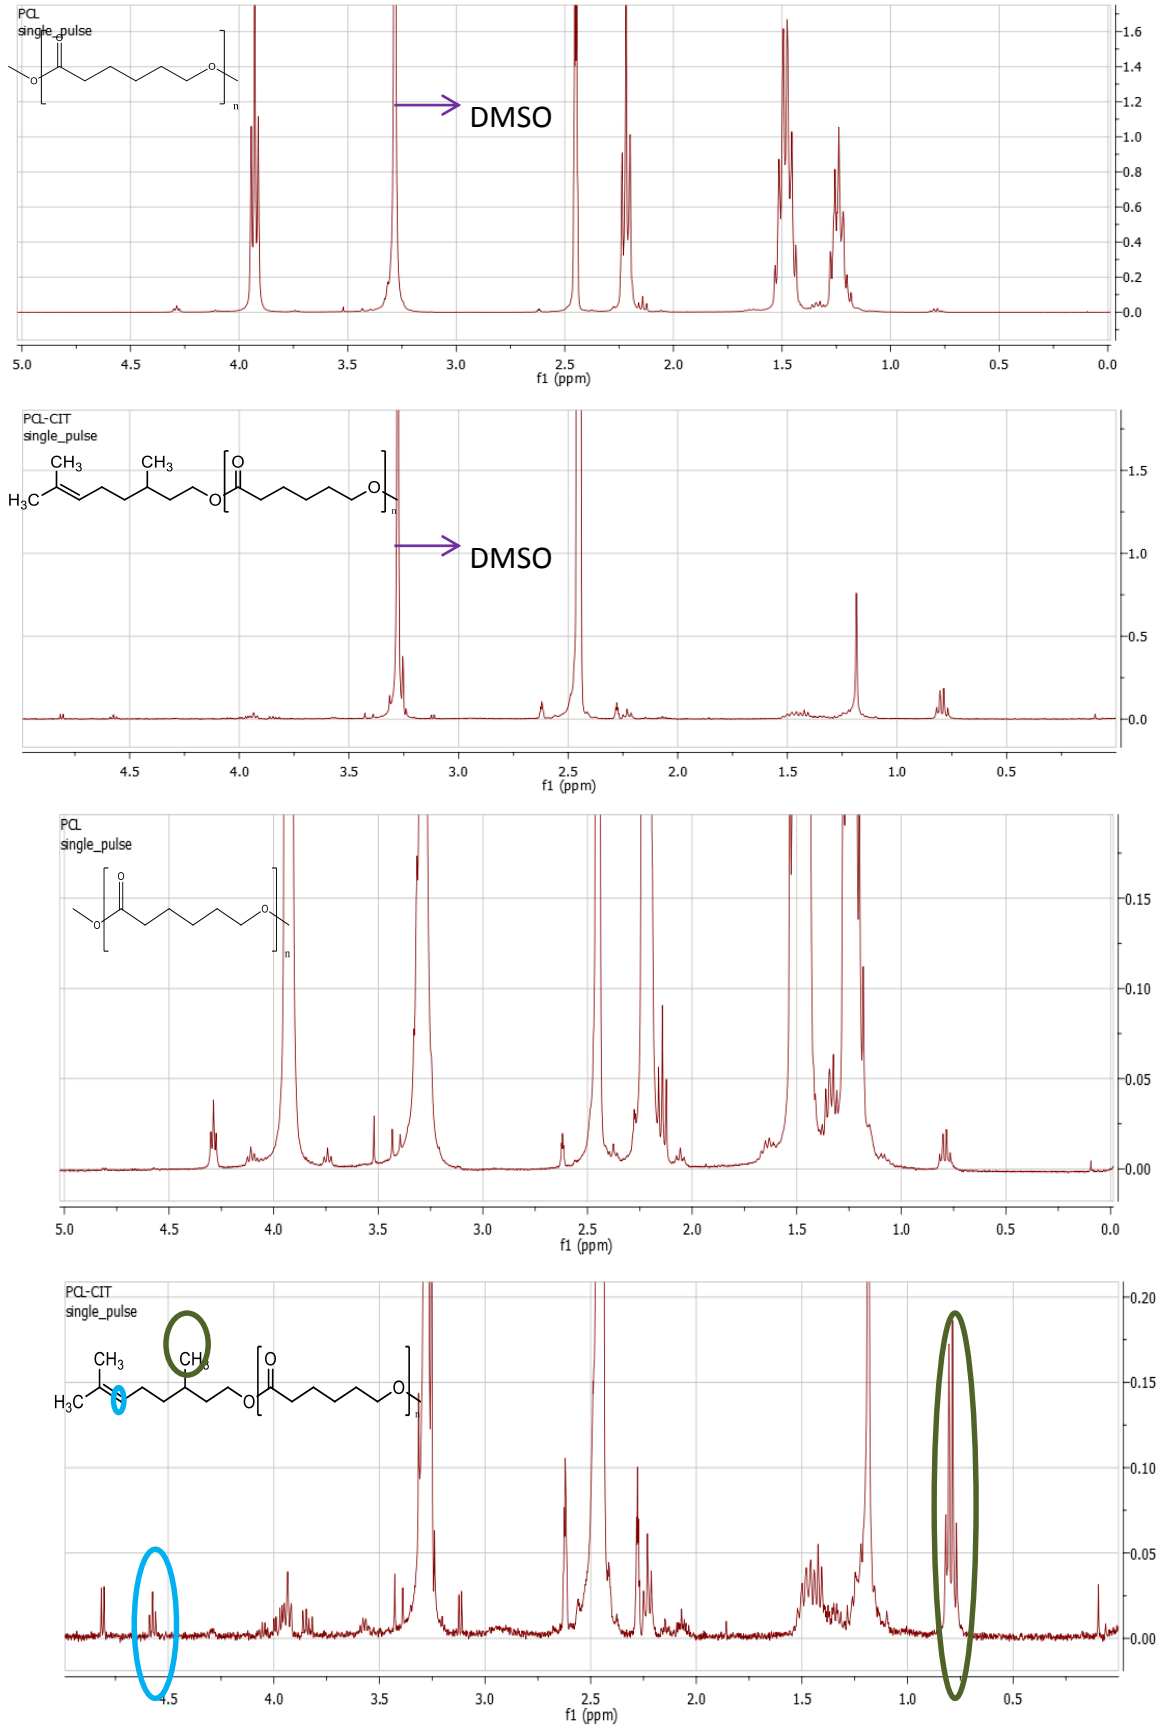 PCL
single_pulse
O
O
O
n
DMSO
1.6
1.4
1.2
1.0
0.8
0.6
0.4
0.2
0.0
5.0 4.5 4.0 3.5 3.0 2.5 2.0 1.5 1.0 0.5 0.0
f1 (ppm)
PCL-CIT
single_pulse
CH3 CH3 O
H3C O O
n
DMSO
1.5
1.0
0.5
0.0
4.5 4.0 3.5 3.0 2.5 2.0 1.5 1.0 0.5
f1 (ppm)
PCL
single_pulse
O
O
O
n
0.15
0.10
0.05
0.00
5.0 4.5 4.0 3.5 3.0 2.5 2.0 1.5 1.0 0.5 0.0
f1 (ppm)
PCL-CIT
single_pulse
CH3 CH3 O
H3C O O
n
0.20
0.15
0.10
0.05
0.00
4.5 4.0 3.5 3.0 2.5 2.0 1.5 1.0 0.5
f1 (ppm)